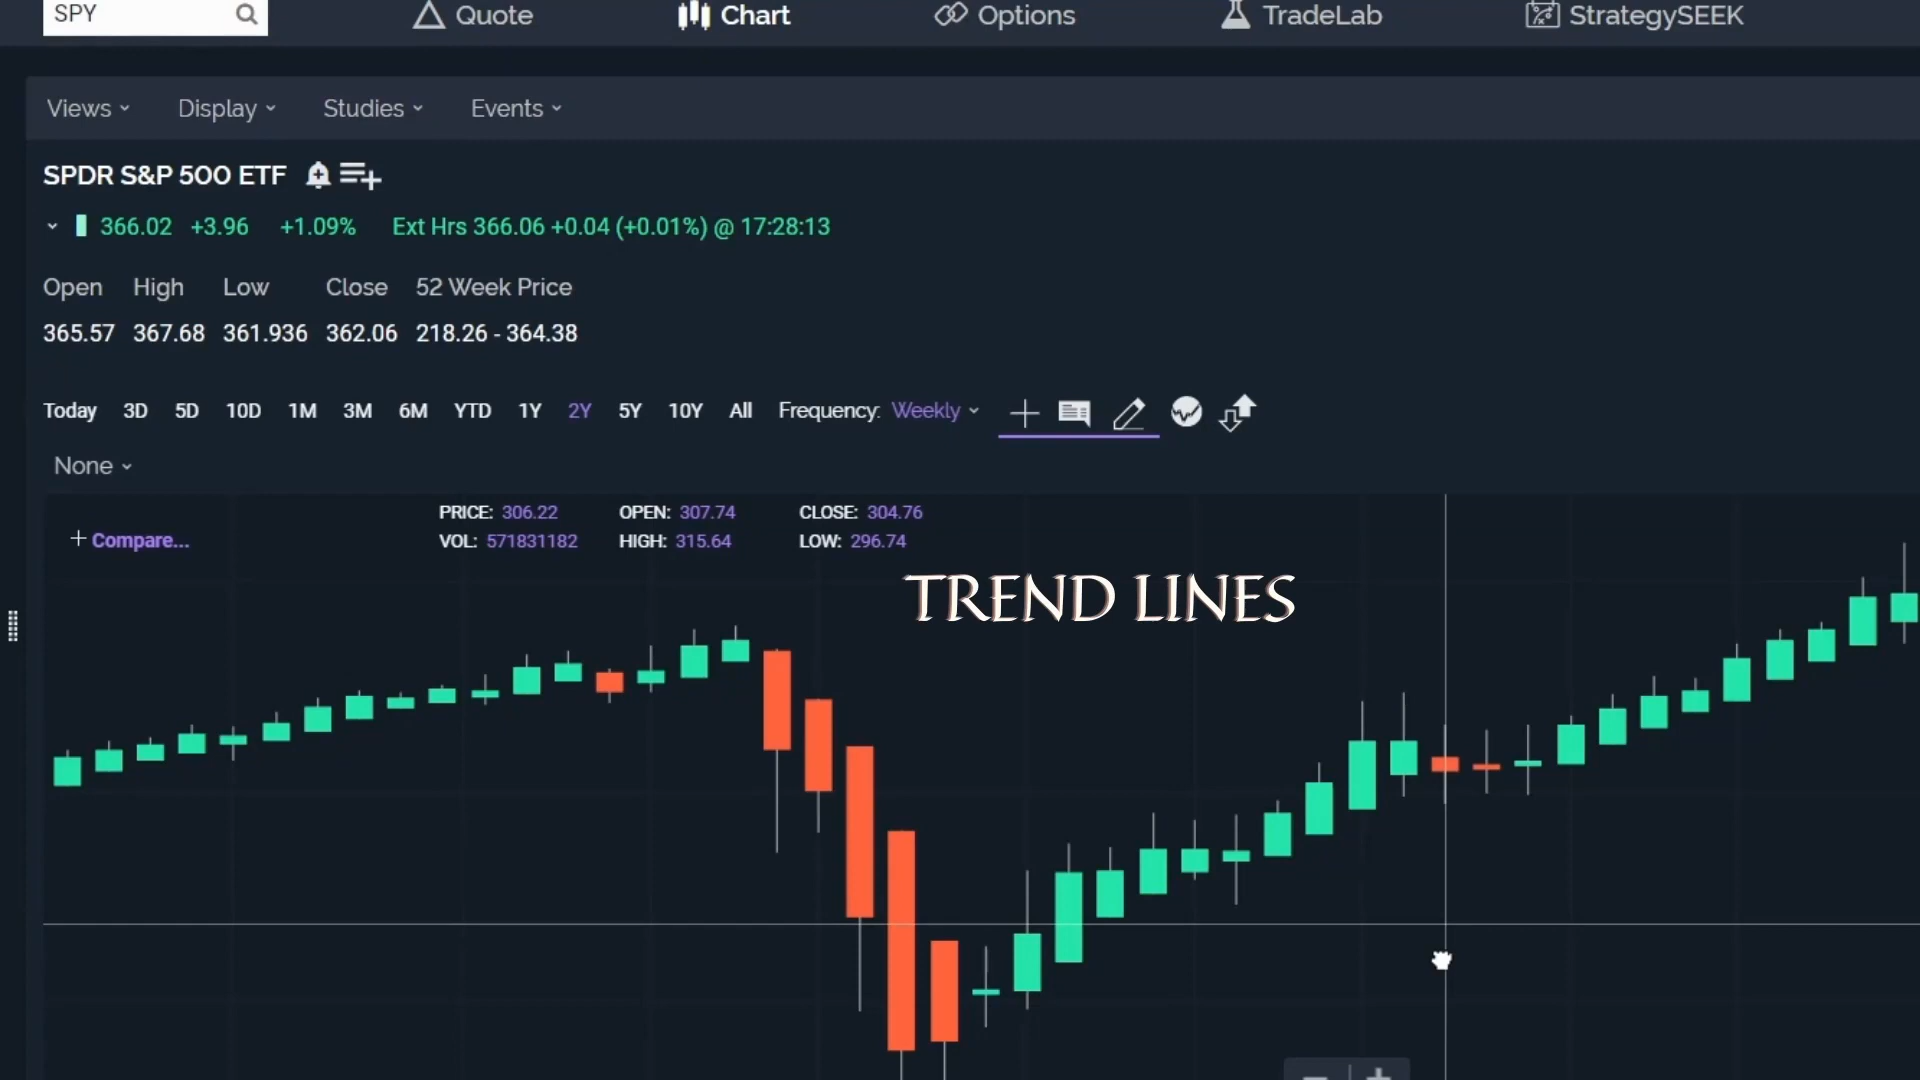 SPY Quote Chart Options TradeLab StrategySEEK
Views Display Studies Events
SPDR S&P 500 ETF
366.02 +3.96 +1.09% Ext Hrs 366.06 +0.04 (+0.01%) @ 17:28:13
Open High Low Close 52 Week Price
365.57 367.68 361.936 362.06 218.26 - 364.38
Today 3D 5D 10D 1M 3M 6M YTD 1Y 2Y 5Y 10Y All Frequency: Weekly
None
PRICE: 306.22 OPEN: 307.74 CLOSE: 304.76
+ Compare... VOL: 571831182 HIGH: 315.64 LOW: 296.74
TREND LINES